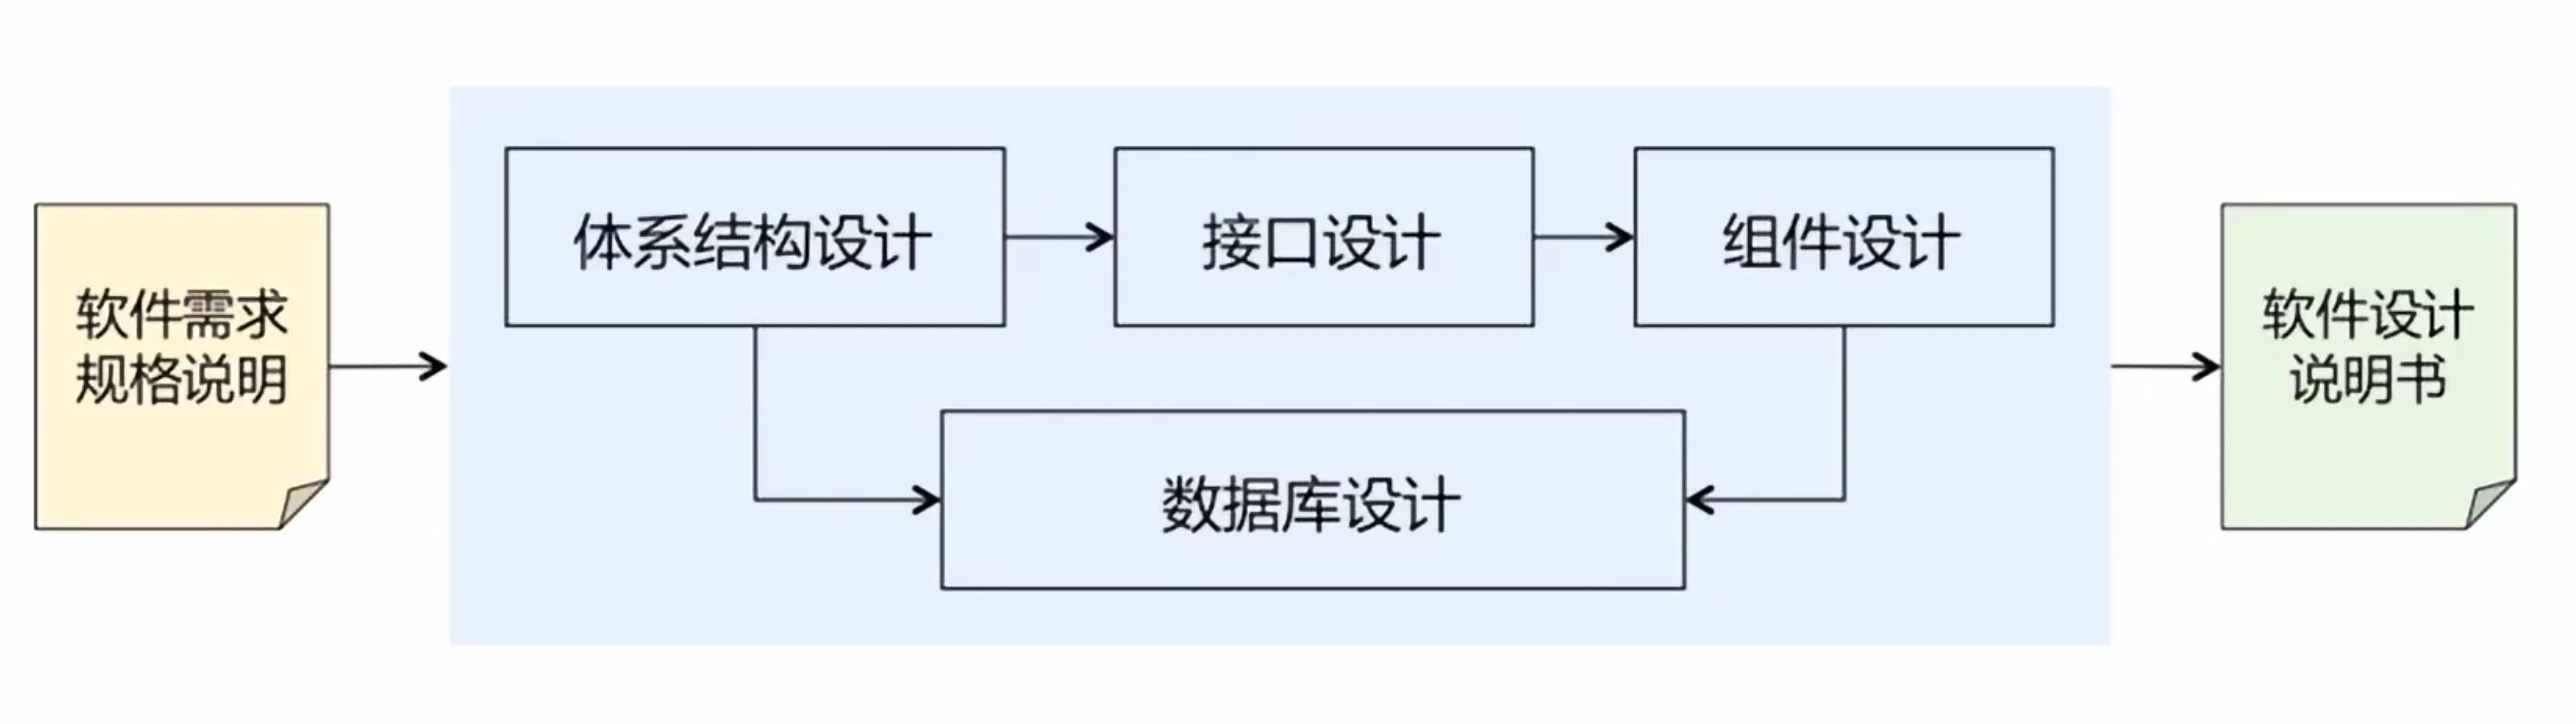 软件需求
规格说明
体系结构设计
接口设计
组件设计
数据库设计
软件设计
说明书